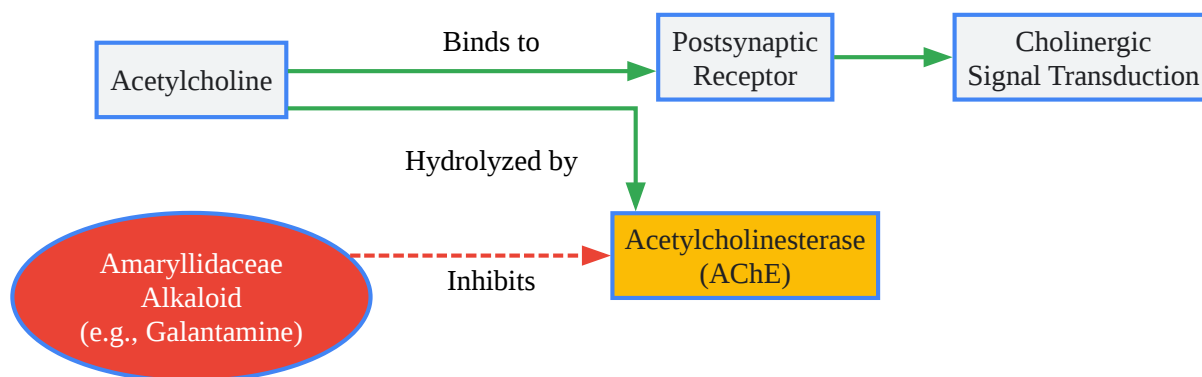 Acetylcholine
Binds to
Postsynaptic
Receptor
Cholinergic
Signal Transduction
Hydrolyzed by
Amaryllidaceae
Alkaloid
(e.g., Galantamine)
Inhibits
Acetylcholinesterase
(AChE)